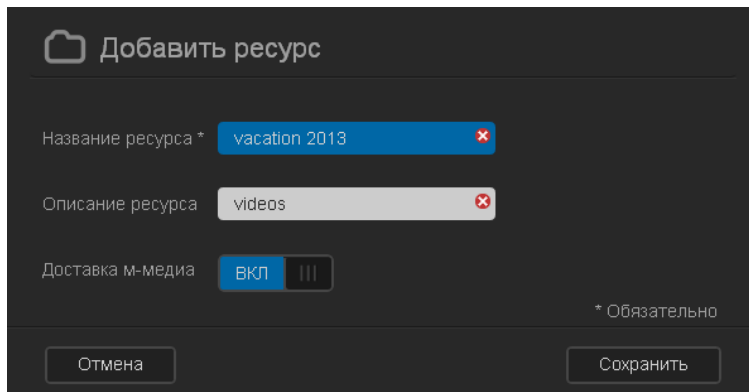 Добавить ресурс
Название ресурса * vacation 2013
Описание ресурса videos
Доставка м-медиа ВКЛ
* Обязательно
Отмена Сохранить